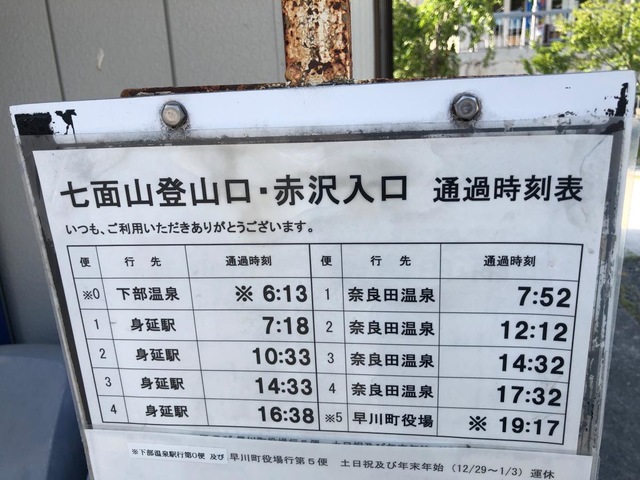 七面山登山口・赤沢入口 通過時刻表
いつも、ご利用いただきありがとうございます。
便 行先 通過時刻 便 行先 通過時刻
※0 下部温泉 ※ 6:13 1 奈良田温泉 7:52
1 身延駅 7:18 2 奈良田温泉 12:12
2 身延駅 10:33 3 奈良田温泉 14:32
3 身延駅 14:33 4 奈良田温泉 17:32
4 身延駅 16:38 ※5 早川町役場 ※ 19:17
※下部温泉駅行第0便 及び 早川町役場行第5便 土日祝及び年末年始 (12/29～1/3) 運休